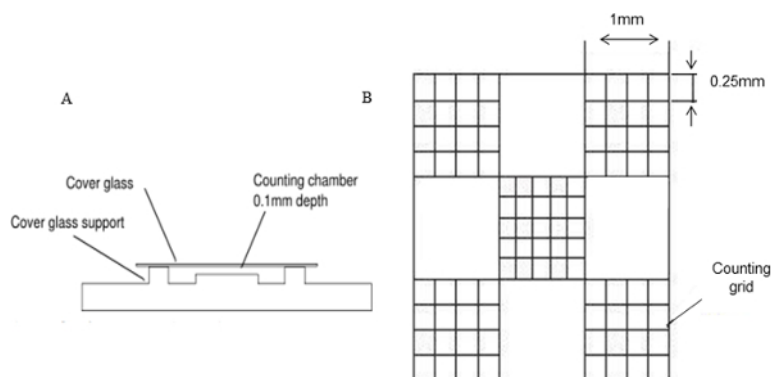 A
B
Cover glass
Cover glass support
Counting chamber
0.1mm depth
1mm
0.25mm
Counting
grid